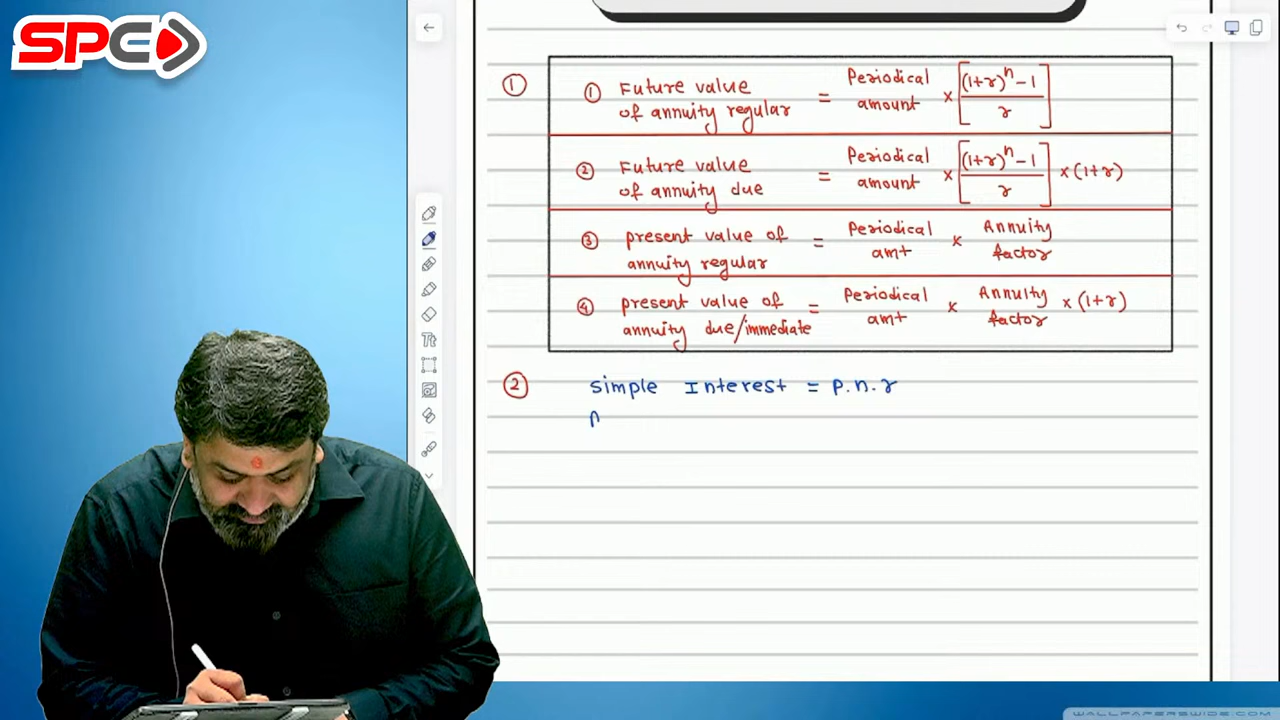 SPC
① ① Future value of annuity regular = Periodical amount × [((1+r)^n - 1)/r]
② Future value of annuity due = Periodical amount × [((1+r)^n - 1)/r] × (1+r)
③ present value of annuity regular = Periodical amt × Annuity factor
④ present value of annuity due/immediate = Periodical amt × Annuity factor × (1+r)
② simple Interest = P.n.r
WALLPAPERSWIDE.COM